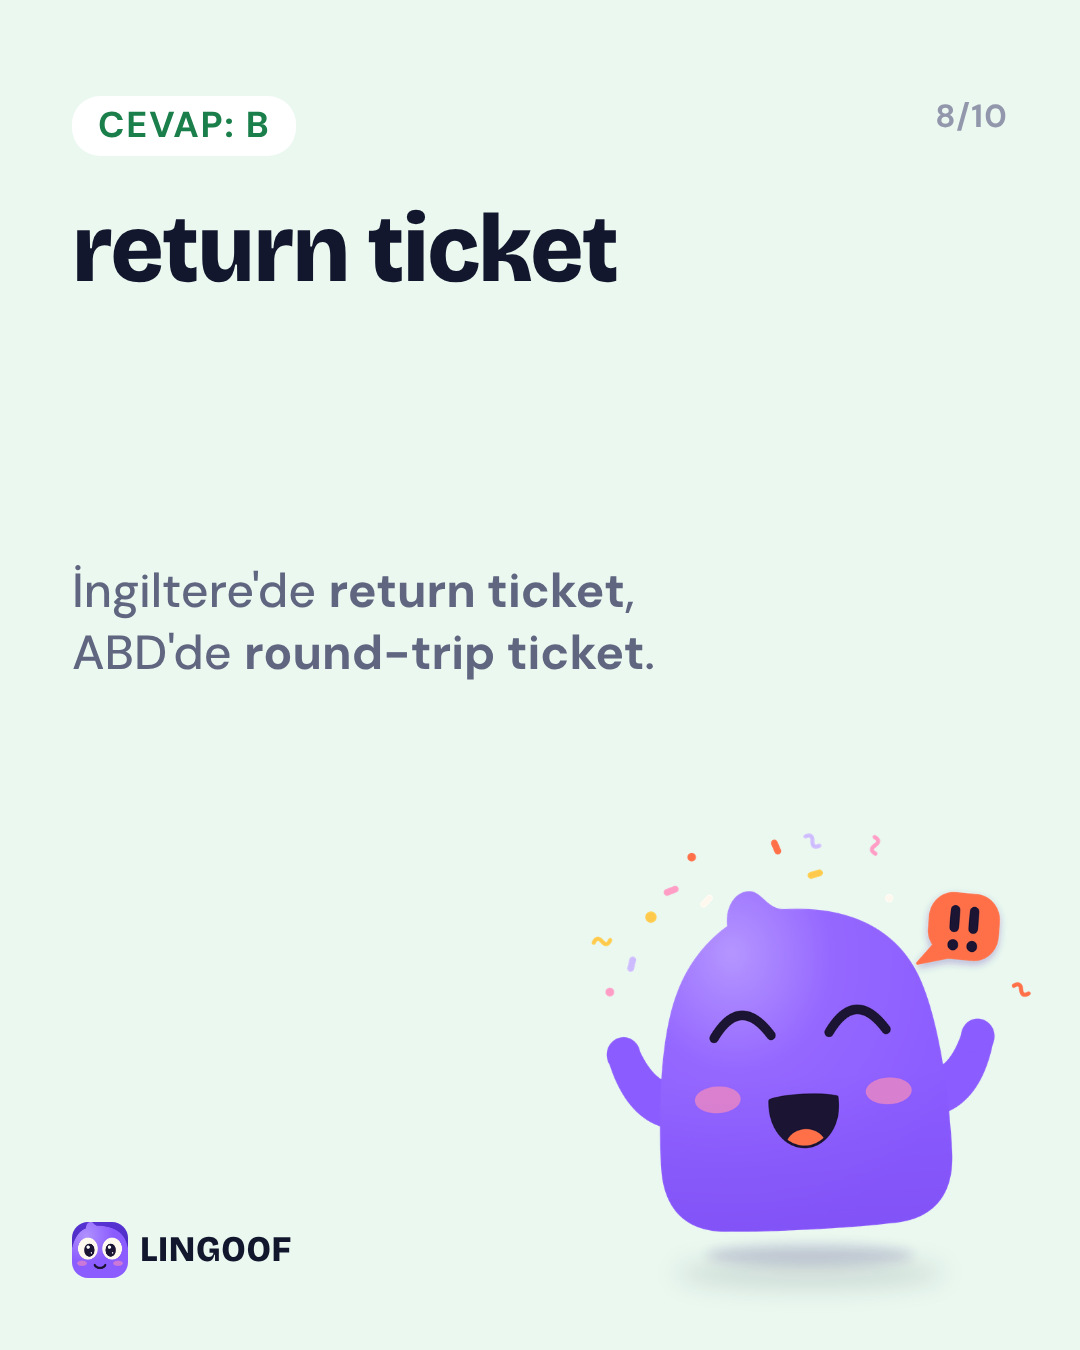 CEVAP: B
8/10
return ticket
İngiltere'de return ticket,
ABD'de round-trip ticket.
!!
LINGOOF